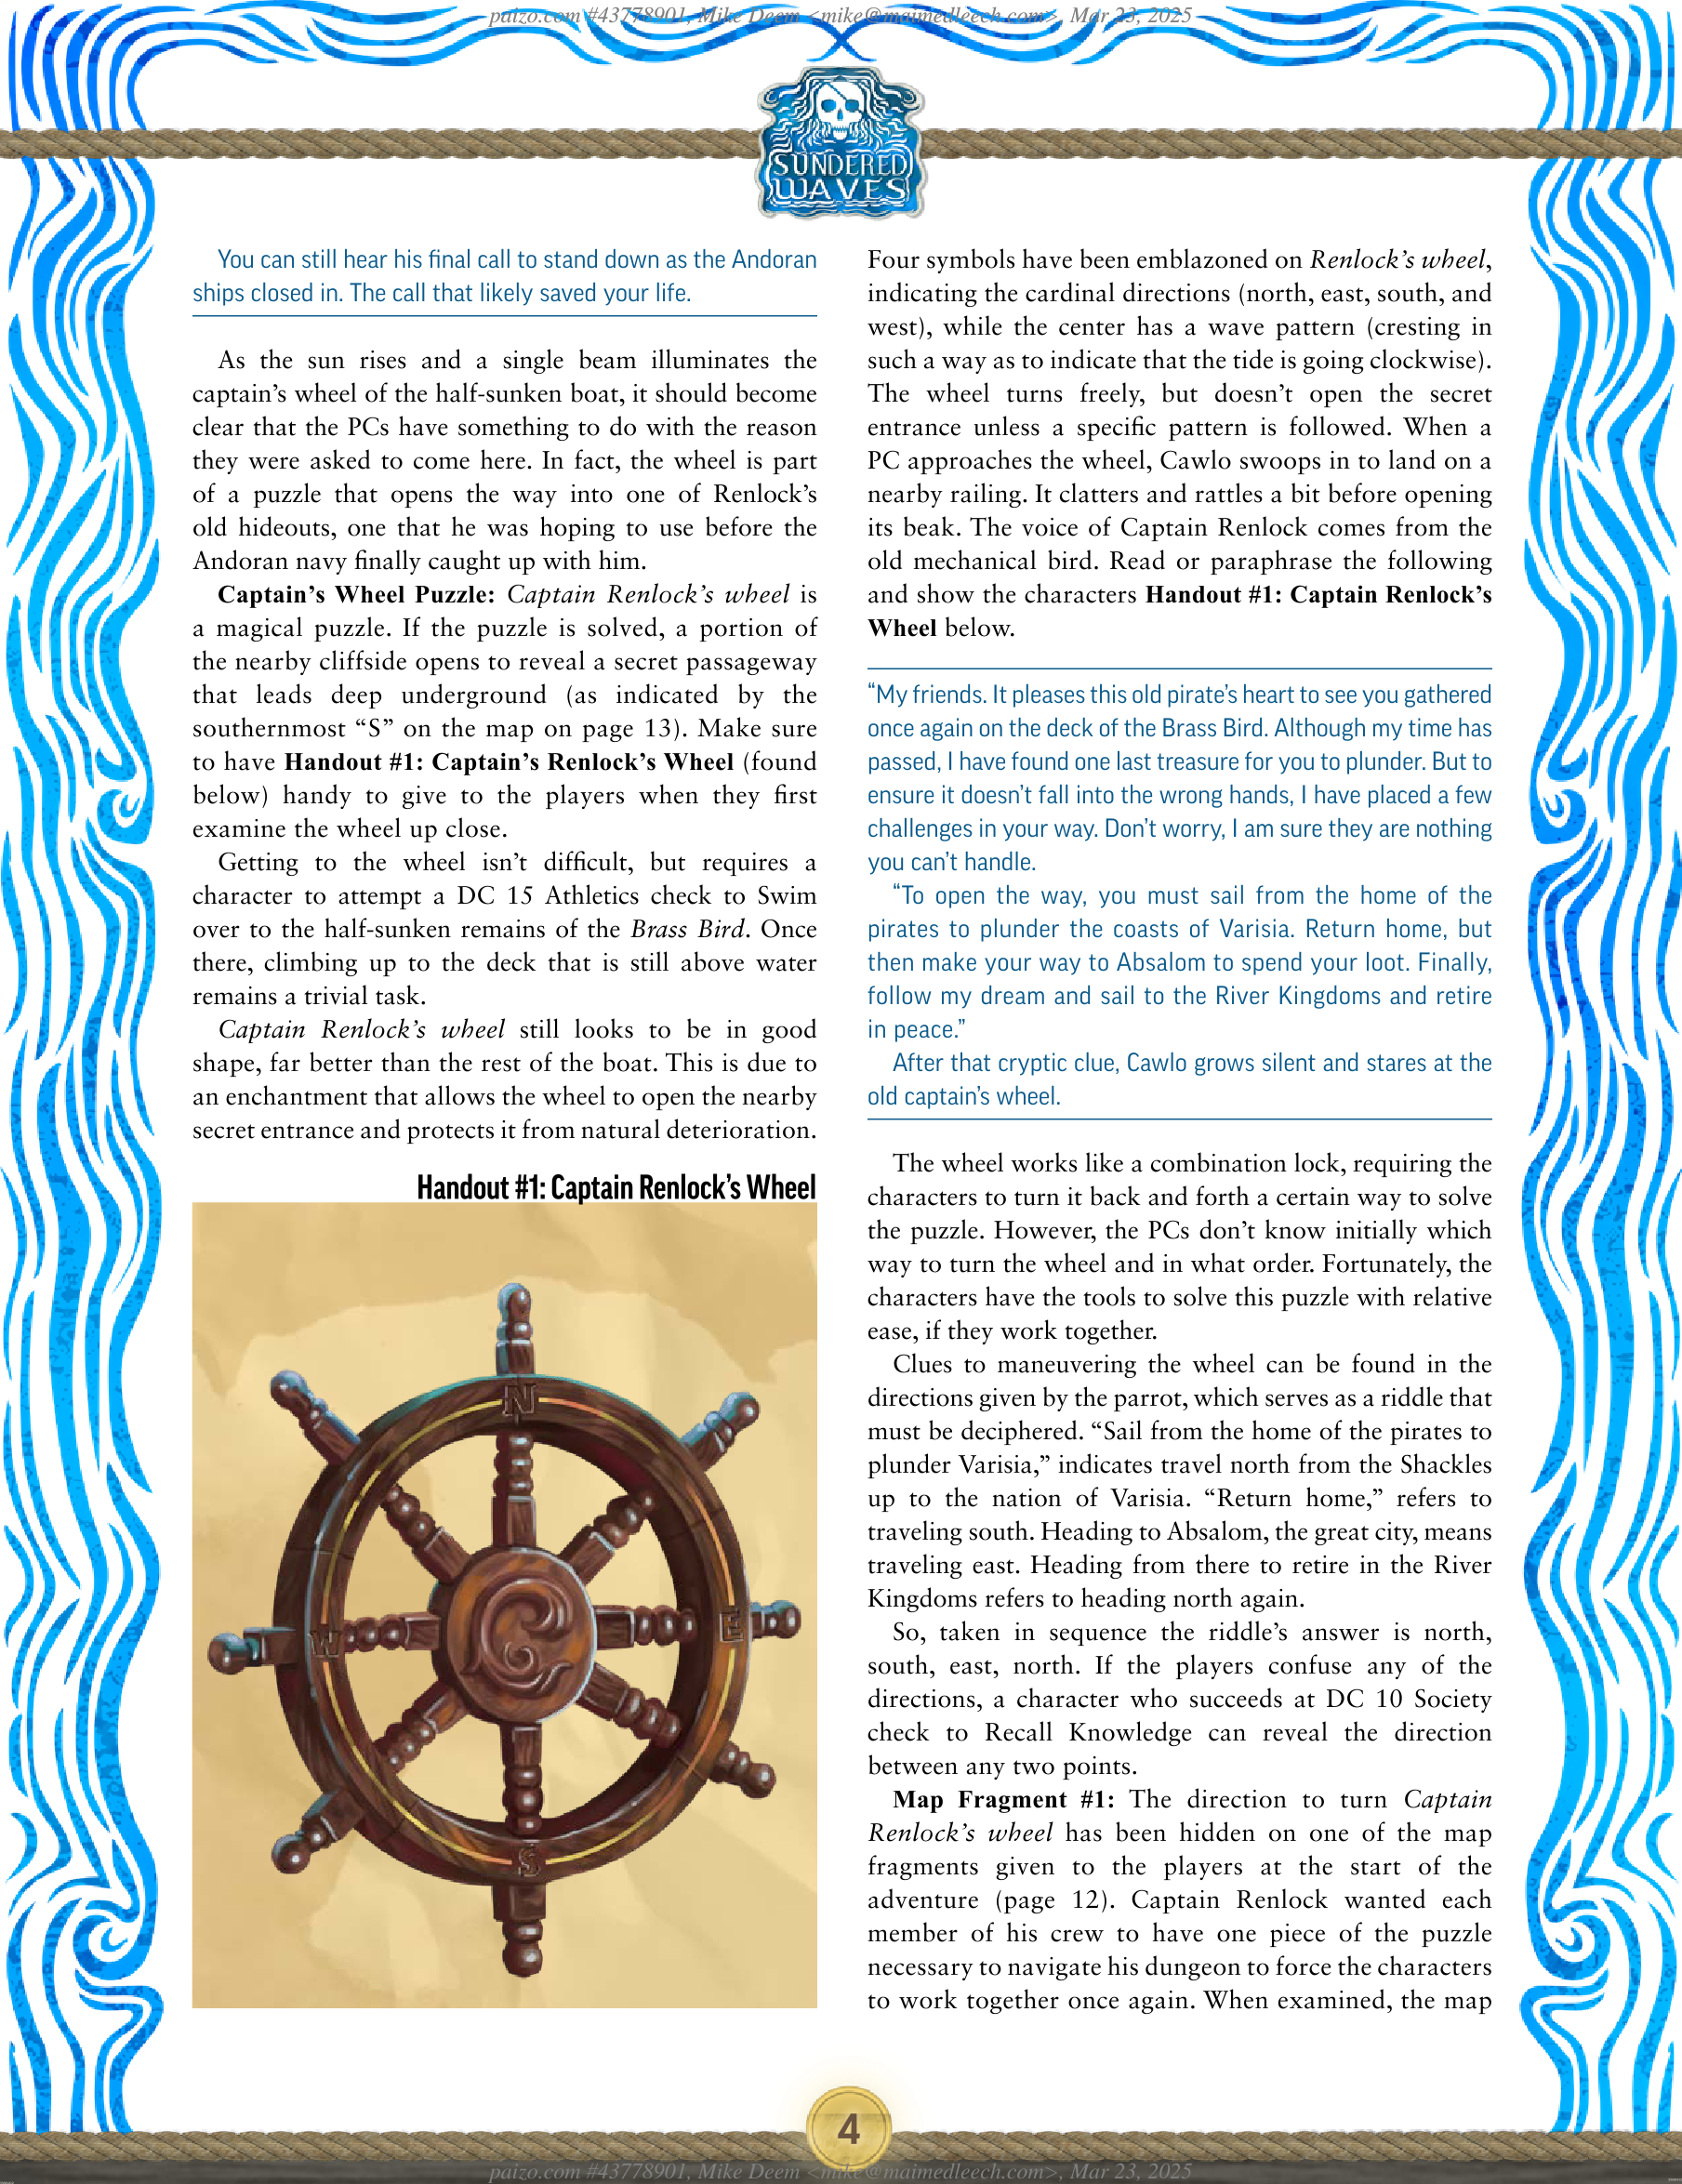 paizo.com #43778901, Mike Deem <mike@maimedleech.com>, Mar 23, 2025
SUNDERED
WAVES
You can still hear his final call to stand down as the Andoran
ships closed in. The call that likely saved your life.
As the sun rises and a single beam illuminates the
captain’s wheel of the half-sunken boat, it should become
clear that the PCs have something to do with the reason
they were asked to come here. In fact, the wheel is part
of a puzzle that opens the way into one of Renlock’s
old hideouts, one that he was hoping to use before the
Andoran navy finally caught up with him.
Captain’s Wheel Puzzle: Captain Renlock’s wheel is
a magical puzzle. If the puzzle is solved, a portion of
the nearby cliffside opens to reveal a secret passageway
that leads deep underground (as indicated by the
southernmost “S” on the map on page 13). Make sure
to have Handout #1: Captain’s Renlock’s Wheel (found
below) handy to give to the players when they first
examine the wheel up close.
Getting to the wheel isn’t difficult, but requires a
character to attempt a DC 15 Athletics check to Swim
over to the half-sunken remains of the Brass Bird. Once
there, climbing up to the deck that is still above water
remains a trivial task.
Captain Renlock’s wheel still looks to be in good
shape, far better than the rest of the boat. This is due to
an enchantment that allows the wheel to open the nearby
secret entrance and protects it from natural deterioration.
Handout #1: Captain Renlock’s Wheel
N
W
E
S
Four symbols have been emblazoned on Renlock’s wheel,
indicating the cardinal directions (north, east, south, and
west), while the center has a wave pattern (cresting in
such a way as to indicate that the tide is going clockwise).
The wheel turns freely, but doesn’t open the secret
entrance unless a specific pattern is followed. When a
PC approaches the wheel, Cawlo swoops in to land on a
nearby railing. It clatters and rattles a bit before opening
its beak. The voice of Captain Renlock comes from the
old mechanical bird. Read or paraphrase the following
and show the characters Handout #1: Captain Renlock’s
Wheel below.
“My friends. It pleases this old pirate’s heart to see you gathered
once again on the deck of the Brass Bird. Although my time has
passed, I have found one last treasure for you to plunder. But to
ensure it doesn’t fall into the wrong hands, I have placed a few
challenges in your way. Don’t worry, I am sure they are nothing
you can’t handle.
“To open the way, you must sail from the home of the
pirates to plunder the coasts of Varisia. Return home, but
then make your way to Absalom to spend your loot. Finally,
follow my dream and sail to the River Kingdoms and retire
in peace.”
After that cryptic clue, Cawlo grows silent and stares at the
old captain’s wheel.
The wheel works like a combination lock, requiring the
characters to turn it back and forth a certain way to solve
the puzzle. However, the PCs don’t know initially which
way to turn the wheel and in what order. Fortunately, the
characters have the tools to solve this puzzle with relative
ease, if they work together.
Clues to maneuvering the wheel can be found in the
directions given by the parrot, which serves as a riddle that
must be deciphered. “Sail from the home of the pirates to
plunder Varisia,” indicates travel north from the Shackles
up to the nation of Varisia. “Return home,” refers to
traveling south. Heading to Absalom, the great city, means
traveling east. Heading from there to retire in the River
Kingdoms refers to heading north again.
So, taken in sequence the riddle’s answer is north,
south, east, north. If the players confuse any of the
directions, a character who succeeds at DC 10 Society
check to Recall Knowledge can reveal the direction
between any two points.
Map Fragment #1: The direction to turn Captain
Renlock’s wheel has been hidden on one of the map
fragments given to the players at the start of the
adventure (page 12). Captain Renlock wanted each
member of his crew to have one piece of the puzzle
necessary to navigate his dungeon to force the characters
to work together once again. When examined, the map
4
paizo.com #43778901, Mike Deem <mike@maimedleech.com>, Mar 23, 2025